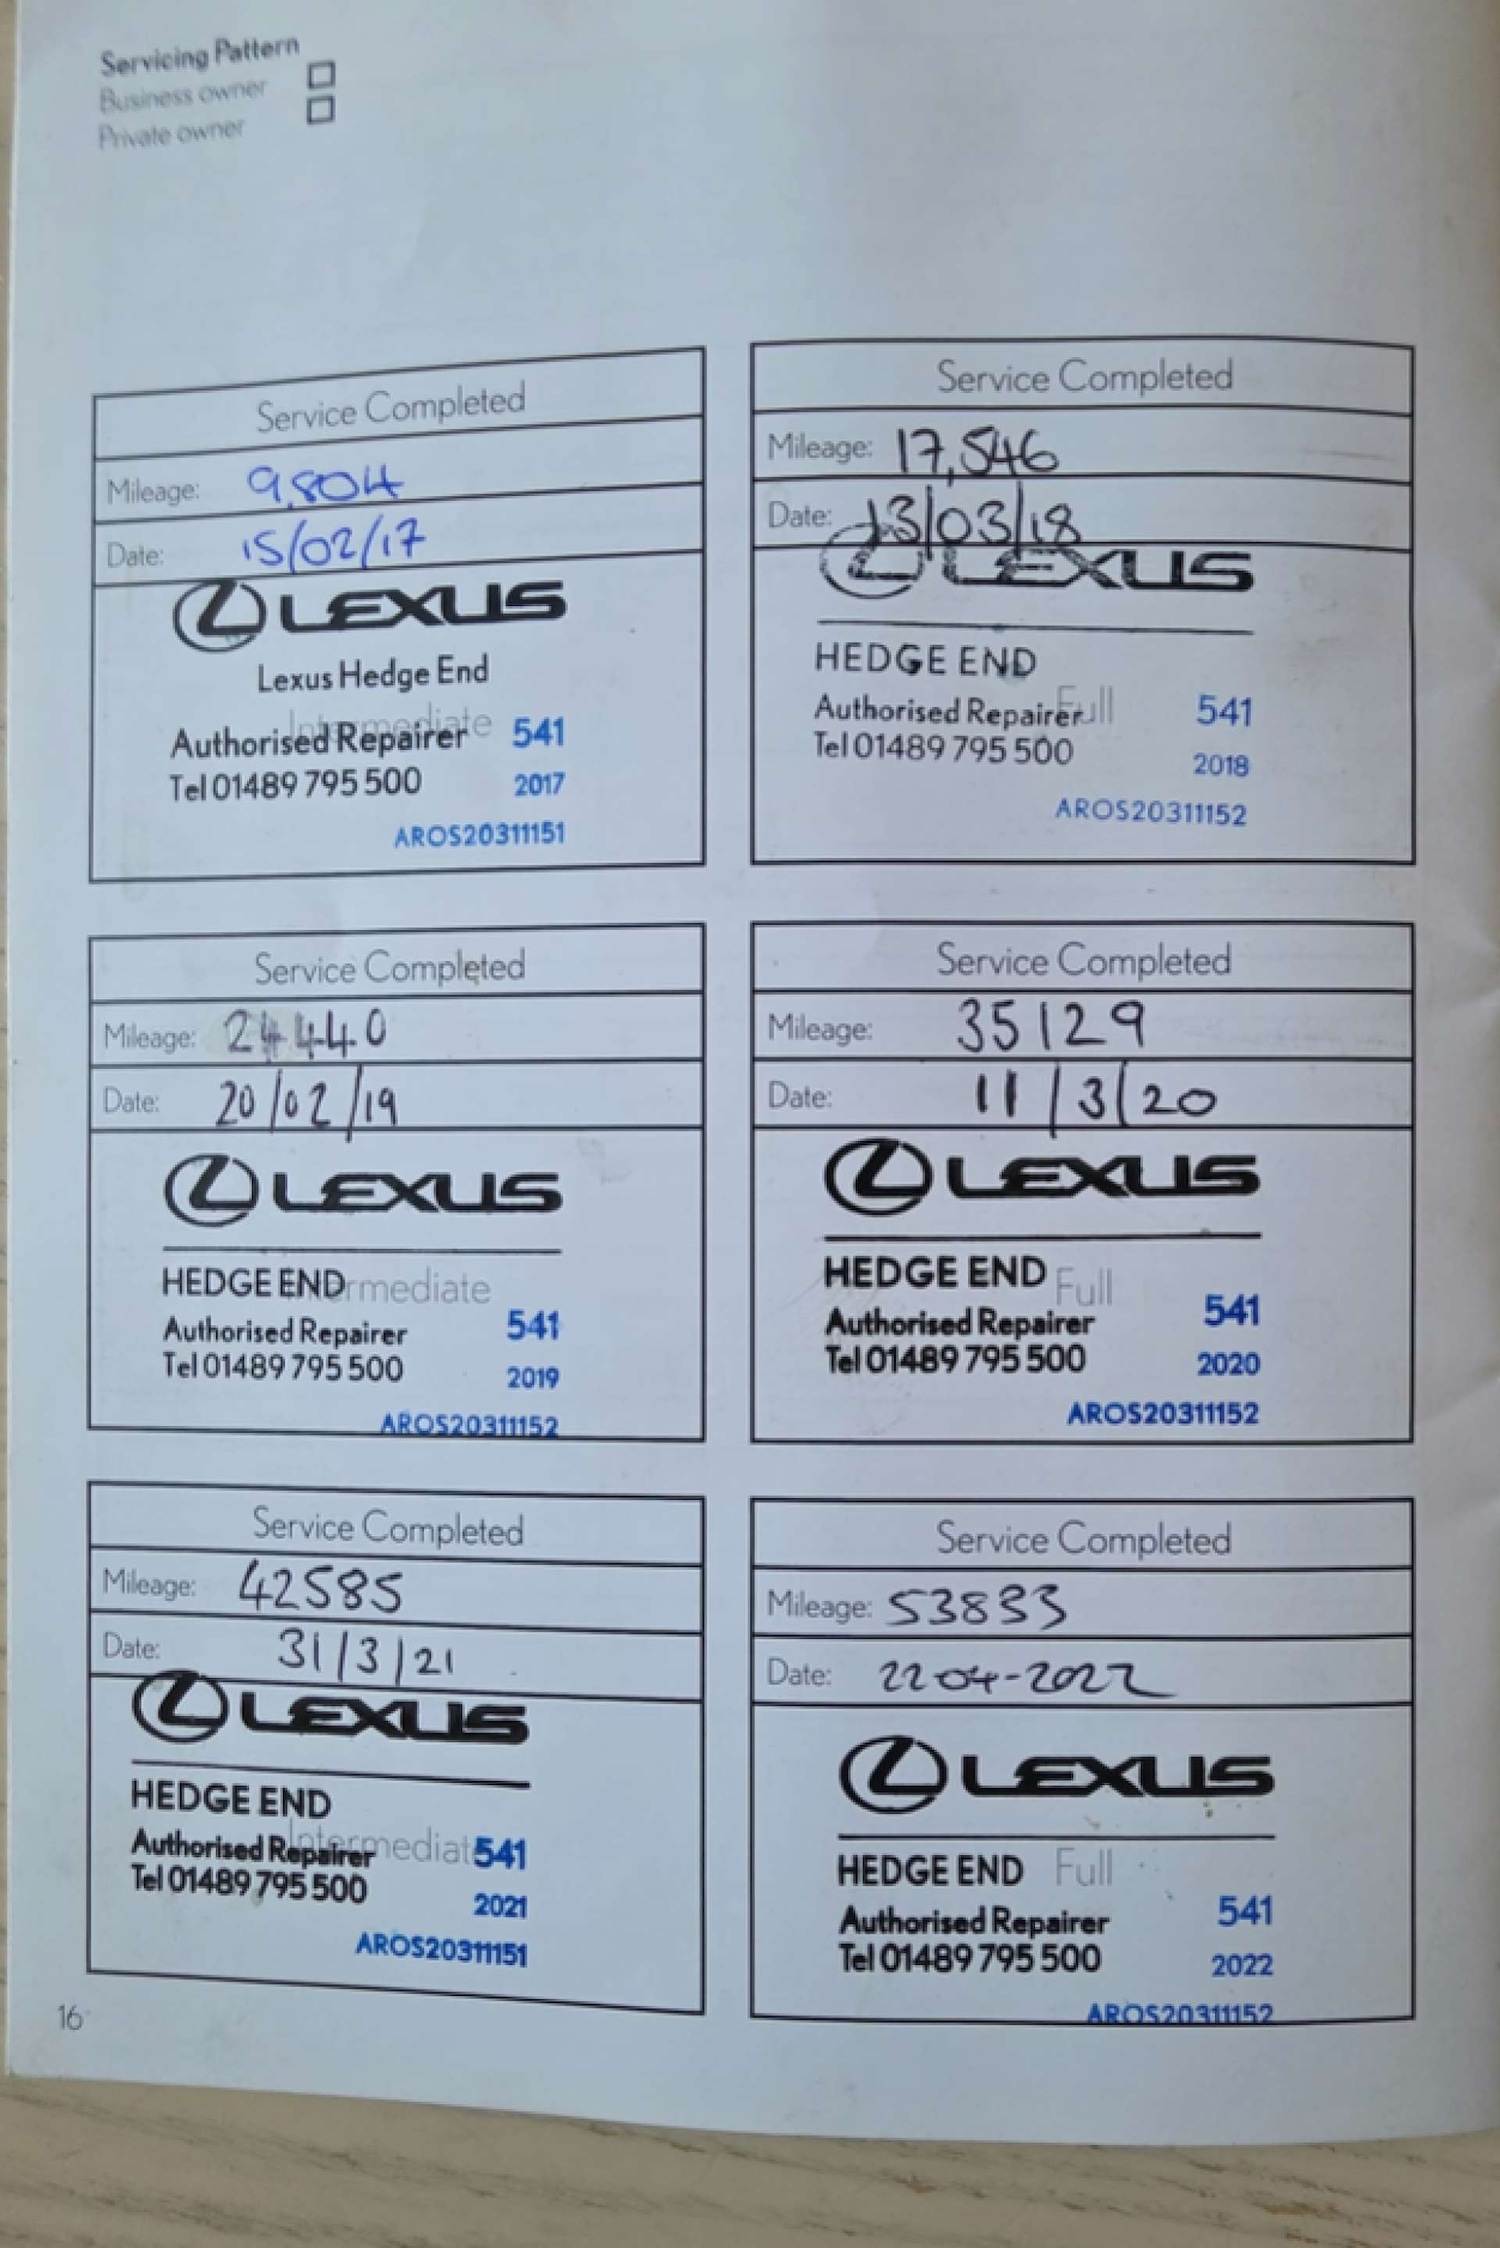 Servicing Pattern
Business owner
Private owner
Service Completed
Mileage: 9,804
Date: 15/02/17
LEXUS
Lexus Hedge End
Intermediate
Authorised Repairer 541
Tel 01489 795 500 2017
AROS20311151
Service Completed
Mileage: 17,546
Date: 13/03/18
LEXUS
HEDGE END
Full
Authorised Repairer 541
Tel 01489 795 500 2018
AROS20311152
Service Completed
Mileage: 24440
Date: 20/02/19
LEXUS
HEDGE END Intermediate
Authorised Repairer 541
Tel 01489 795 500 2019
AROS20311152
Service Completed
Mileage: 35129
Date: 11/3/20
LEXUS
HEDGE END Full
Authorised Repairer 541
Tel 01489 795 500 2020
AROS20311152
Service Completed
Mileage: 42585
Date: 31/3/21
LEXUS
HEDGE END
Intermediate
Authorised Repairer 541
Tel 01489 795 500 2021
AROS20311151
Service Completed
Mileage: 53833
Date: 22-04-2022
LEXUS
HEDGE END Full
Authorised Repairer 541
Tel 01489 795 500 2022
AROS20311152
16